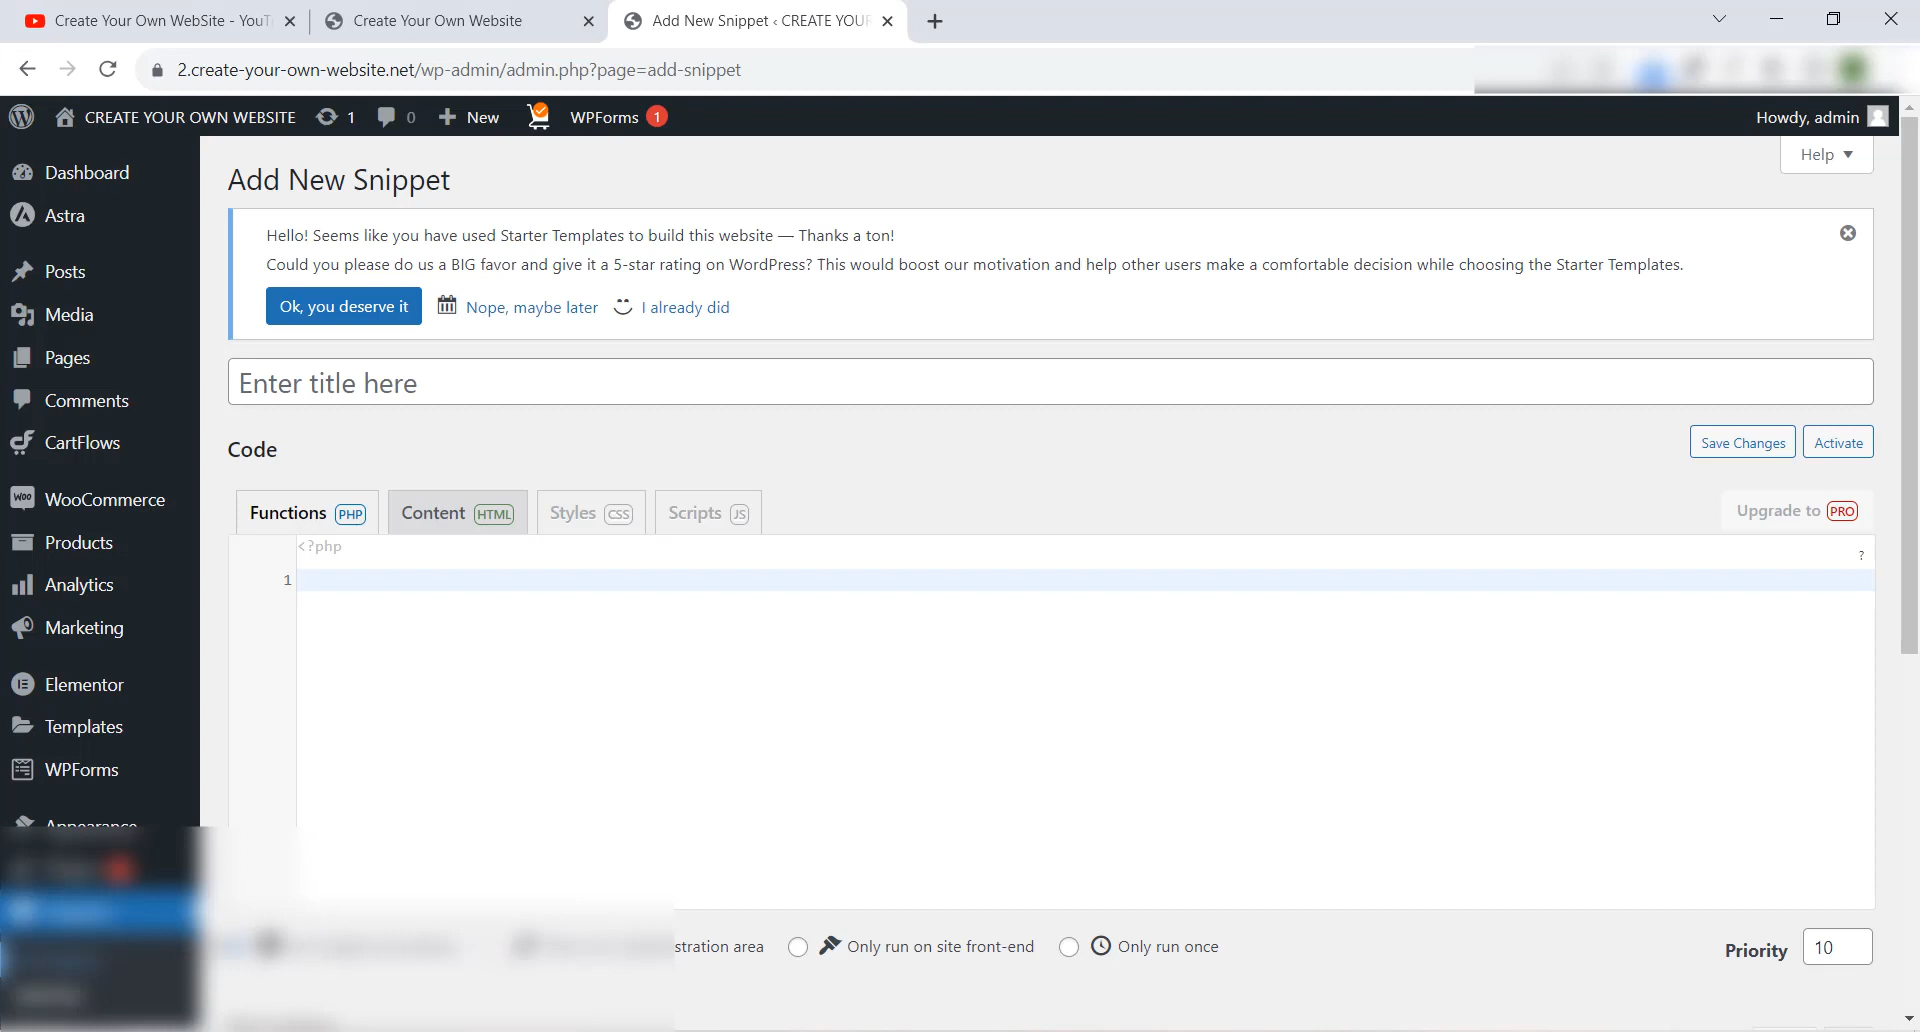 Create Your Own WebSite - YouT
Create Your Own Website
Add New Snippet ‹ CREATE YOUR
2.create-your-own-website.net/wp-admin/admin.php?page=add-snippet
CREATE YOUR OWN WEBSITE 1 0 New WPForms 1 Howdy, admin
Help
Dashboard
Astra
Posts
Media
Pages
Comments
CartFlows
WooCommerce
Products
Analytics
Marketing
Elementor
Templates
WPForms
Appearance
Add New Snippet
Hello! Seems like you have used Starter Templates to build this website — Thanks a ton!
Could you please do us a BIG favor and give it a 5-star rating on WordPress? This would boost our motivation and help other users make a comfortable decision while choosing the Starter Templates.
Ok, you deserve it Nope, maybe later I already did
Enter title here
Code
Save Changes Activate
Functions PHP Content HTML Styles CSS Scripts JS Upgrade to PRO
<?php
?
1
stration area Only run on site front-end Only run once
Priority 10